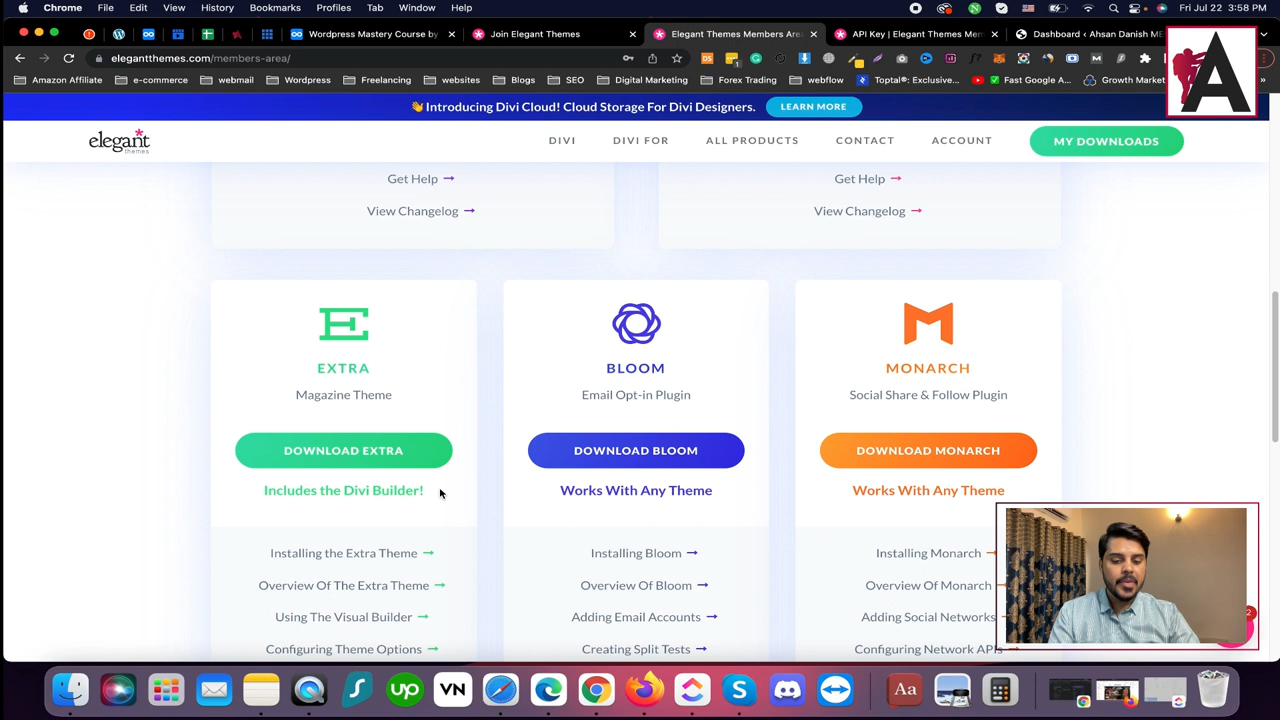 Chrome File Edit View History Bookmarks Profiles Tab Window Help Fri Jul 22 3:58 PM
Wordpress Mastery Course by Join Elegant Themes Elegant Themes Members Area API Key | Elegant Themes Mem Dashboard ‹ Ahsan Danish ME
elegantthemes.com/members-area/
Amazon Affiliate e-commerce webmail Wordpress Freelancing websites Blogs SEO Digital Marketing Forex Trading webflow Toptal®: Exclusive... Fast Google A... Growth Market
A
Introducing Divi Cloud! Cloud Storage For Divi Designers. LEARN MORE
elegant themes DIVI DIVI FOR ALL PRODUCTS CONTACT ACCOUNT MY DOWNLOADS
Get Help → Get Help →
View Changelog → View Changelog →
EXTRA BLOOM MONARCH
Magazine Theme Email Opt-in Plugin Social Share & Follow Plugin
DOWNLOAD EXTRA DOWNLOAD BLOOM DOWNLOAD MONARCH
Includes the Divi Builder! Works With Any Theme Works With Any Theme
Installing the Extra Theme → Installing Bloom → Installing Monarch →
Overview Of The Extra Theme → Overview Of Bloom → Overview Of Monarch
Using The Visual Builder → Adding Email Accounts → Adding Social Networks
Configuring Theme Options → Creating Split Tests → Configuring Network APIs
2
up VN S Aa